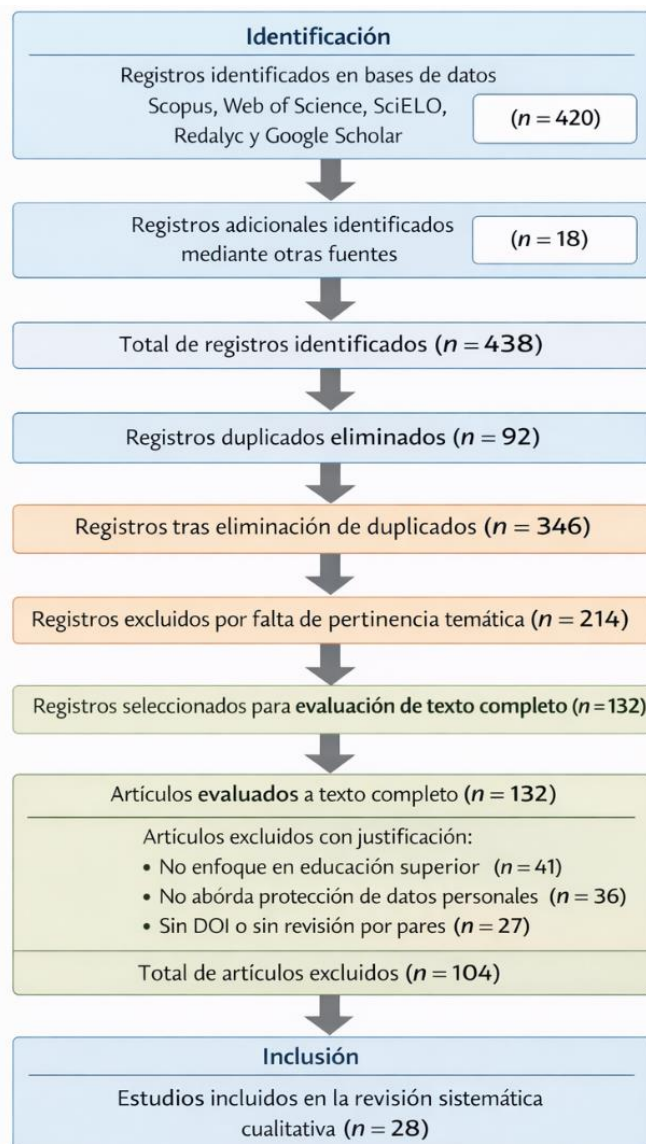 Identificación
Registros identificados en bases de datos
Scopus, Web of Science, SciELO,
Redalyc y Google Scholar
(n = 420)
Registros adicionales identificados
mediante otras fuentes
(n = 18)
Total de registros identificados (n = 438)
Registros duplicados eliminados (n = 92)
Registros tras eliminación de duplicados (n = 346)
Registros excluidos por falta de pertinencia temática (n = 214)
Registros seleccionados para evaluación de texto completo (n = 132)
Artículos evaluados a texto completo (n = 132)
Artículos excluidos con justificación:
• No enfoque en educación superior (n = 41)
• No abórda protección de datos personales (n = 36)
• Sin DOI o sin revisión por pares (n = 27)
Total de artículos excluidos (n = 104)
Inclusión
Estudios incluidos en la revisión sistemática
cualitativa (n = 28)